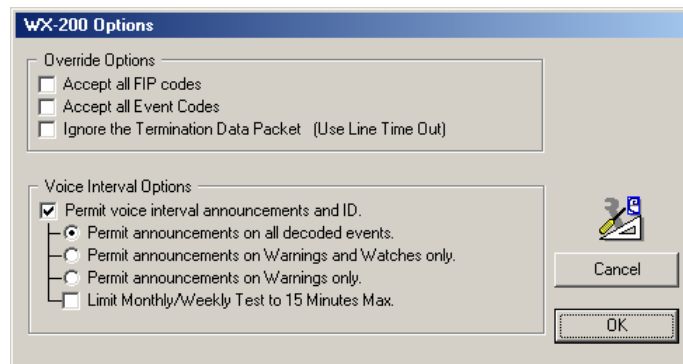 WX-200 Options
Override Options
Accept all FIP codes
Accept all Event Codes
Ignore the Termination Data Packet (Use Line Time Out)
Voice Interval Options
Permit voice interval announcements and ID.
Permit announcements on all decoded events.
Permit announcements on Warnings and Watches only.
Permit announcements on Warnings only.
Limit Monthly/Weekly Test to 15 Minutes Max.
Cancel
OK